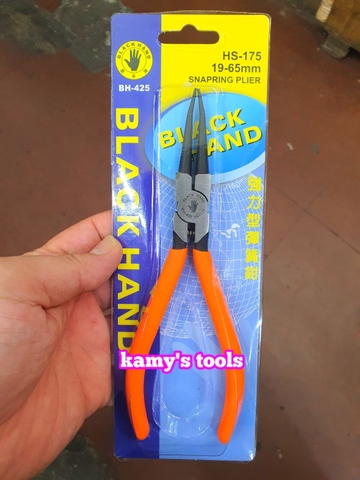 BLACK HAND
BH-425
HS-175
19-65mm
SNAPRING PLIER
BLACK HAND
BLACK
HAND
強力型彈簧鉗
kamy's tools